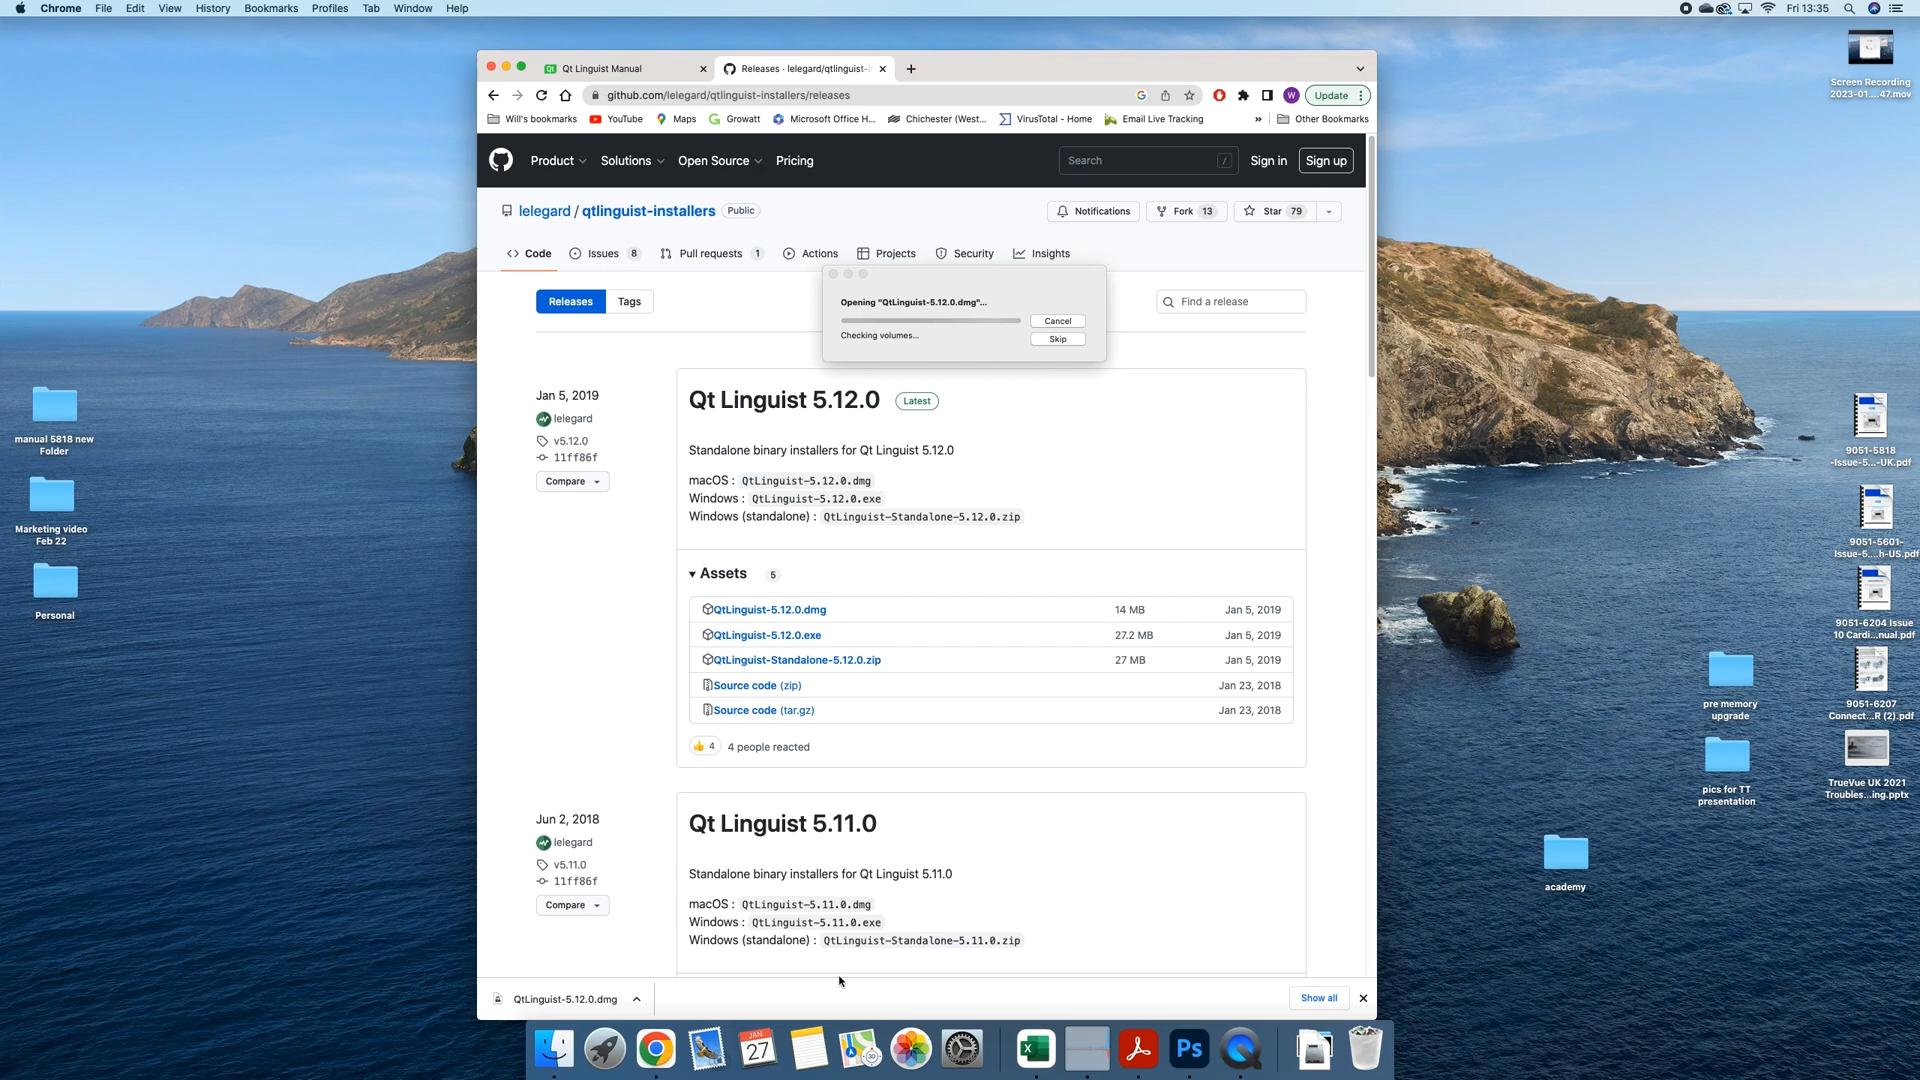 Chrome File Edit View History Bookmarks Profiles Tab Window Help
Fri 13:35
Qt Linguist Manual
Releases · lelegard/qtlinguist-i
github.com/lelegard/qtlinguist-installers/releases
W
Update
Will's bookmarks YouTube Maps Growatt Microsoft Office H... Chichester (West... VirusTotal - Home Email Live Tracking » Other Bookmarks
Product Solutions Open Source Pricing Search / Sign in Sign up
lelegard / qtlinguist-installers Public
Notifications Fork 13 Star 79
Code Issues 8 Pull requests 1 Actions Projects Security Insights
Releases Tags
Find a release
Opening "QtLinguist-5.12.0.dmg"...
Cancel
Checking volumes...
Skip
Jan 5, 2019
lelegard
v5.12.0
11ff86f
Compare
Qt Linguist 5.12.0 Latest
Standalone binary installers for Qt Linguist 5.12.0
macOS : QtLinguist-5.12.0.dmg
Windows : QtLinguist-5.12.0.exe
Windows (standalone) : QtLinguist-Standalone-5.12.0.zip
Assets 5
QtLinguist-5.12.0.dmg 14 MB Jan 5, 2019
QtLinguist-5.12.0.exe 27.2 MB Jan 5, 2019
QtLinguist-Standalone-5.12.0.zip 27 MB Jan 5, 2019
Source code (zip) Jan 23, 2018
Source code (tar.gz) Jan 23, 2018
4 4 people reacted
Jun 2, 2018
lelegard
v5.11.0
11ff86f
Compare
Qt Linguist 5.11.0
Standalone binary installers for Qt Linguist 5.11.0
macOS : QtLinguist-5.11.0.dmg
Windows : QtLinguist-5.11.0.exe
Windows (standalone) : QtLinguist-Standalone-5.11.0.zip
QtLinguist-5.12.0.dmg
Show all
manual 5818 new
Folder
Marketing video
Feb 22
Personal
Screen Recording
2023-01....47.mov
9051-5818
-Issue-5...-UK.pdf
9051-5601-
Issue-5....h-US.pdf
9051-6204 Issue
10 Cardi...nual.pdf
pre memory
upgrade
9051-6207
Connect...R (2).pdf
pics for TT
presentation
TrueVue UK 2021
Troubles...ing.pptx
academy
JAN
27
Ps